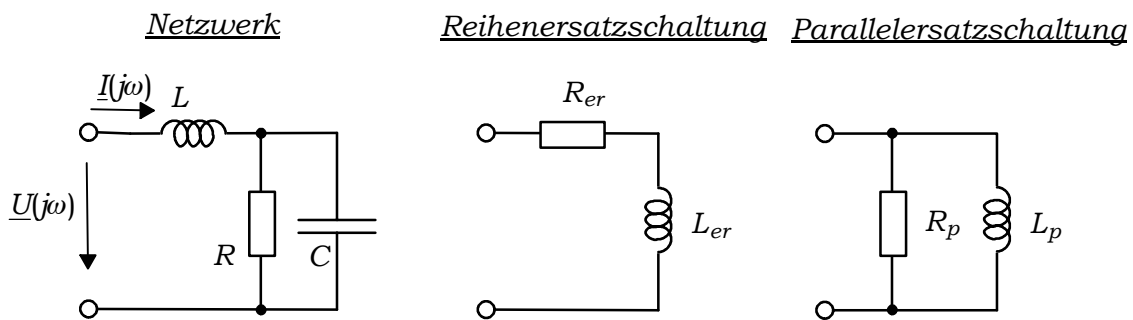 Netzwerk
Reihenersatzschaltung
Parallelersatzschaltung
I(jω)
L
U(jω)
R
C
R_er
L_er
R_p
L_p